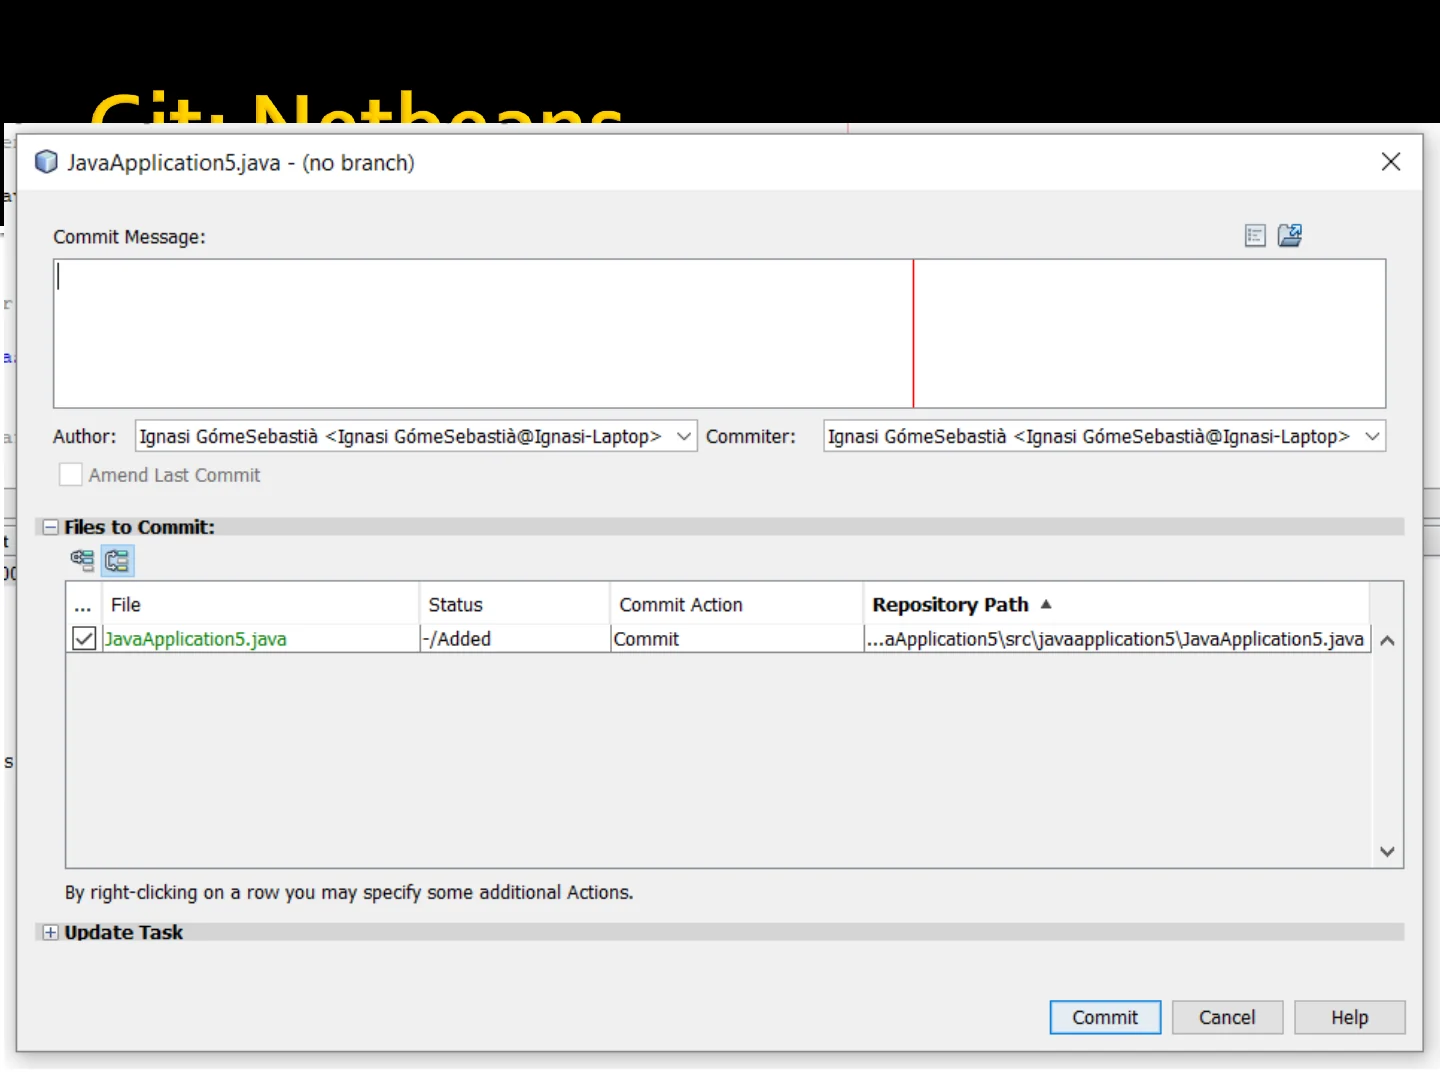 Git: Netbeans
JavaApplication5.java - (no branch)
Commit Message:
Author: Ignasi GómeSebastià <Ignasi GómeSebastià@Ignasi-Laptop> Commiter: Ignasi GómeSebastià <Ignasi GómeSebastià@Ignasi-Laptop>
Amend Last Commit
Files to Commit:
... File Status Commit Action Repository Path
JavaApplication5.java -/Added Commit ...aApplication5\src\javaapplication5\JavaApplication5.java
By right-clicking on a row you may specify some additional Actions.
Update Task
Commit Cancel Help